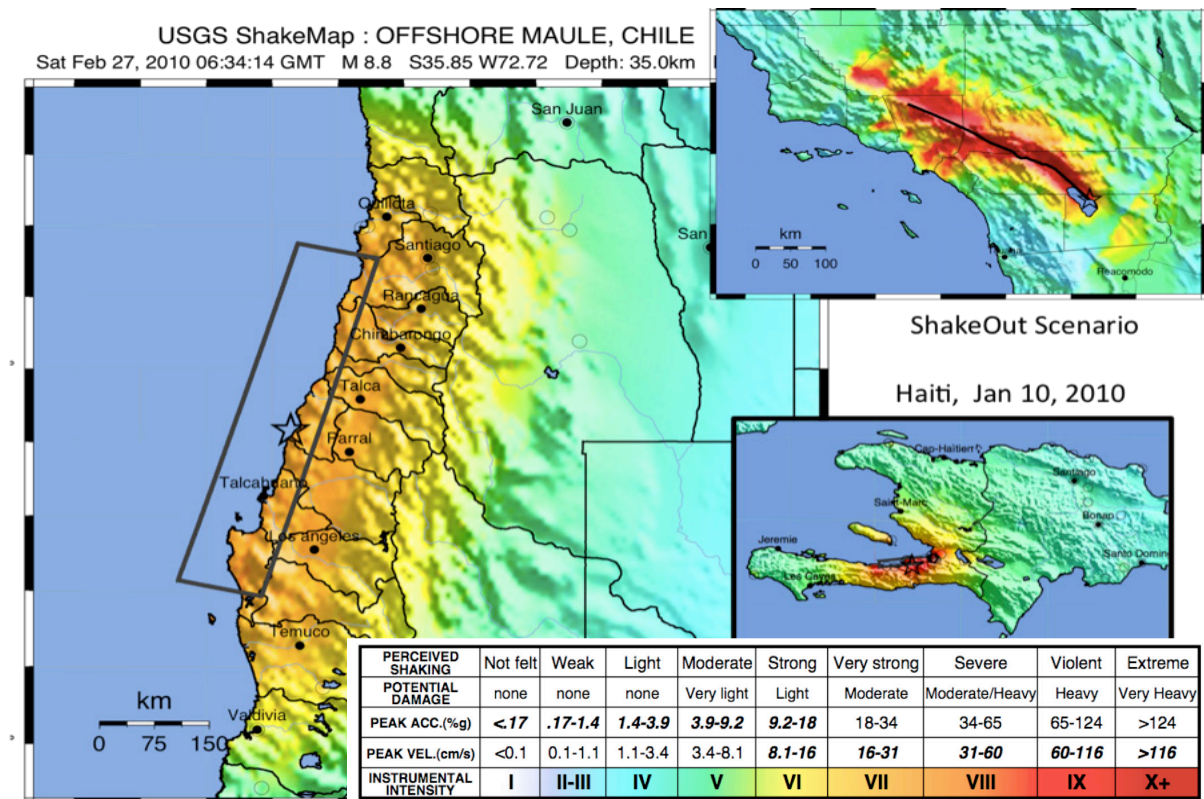 USGS ShakeMap : OFFSHORE MAULE, CHILE
Sat Feb 27, 2010 06:34:14 GMT M 8.8 S35.85 W72.72 Depth: 35.0km
San Juan
Quillota
Santiago
San
Rancagua
Chimbarongo
Talca
Parral
Talcahuano
Los angeles
Temuco
Valdivia
km
0 75 150
km
0 50 100
ShakeOut Scenario
Haiti, Jan 10, 2010
Cap-Haïtien
Santiago
Saint-Marc
Bonao
Jeremie
Santo Domin
Les Cayes
PERCEIVED SHAKING Not felt Weak Light Moderate Strong Very strong Severe Violent Extreme
POTENTIAL DAMAGE none none none Very light Light Moderate Moderate/Heavy Heavy Very Heavy
PEAK ACC.(%g) <.17 .17-1.4 1.4-3.9 3.9-9.2 9.2-18 18-34 34-65 65-124 >124
PEAK VEL.(cm/s) <0.1 0.1-1.1 1.1-3.4 3.4-8.1 8.1-16 16-31 31-60 60-116 >116
INSTRUMENTAL INTENSITY I II-III IV V VI VII VIII IX X+